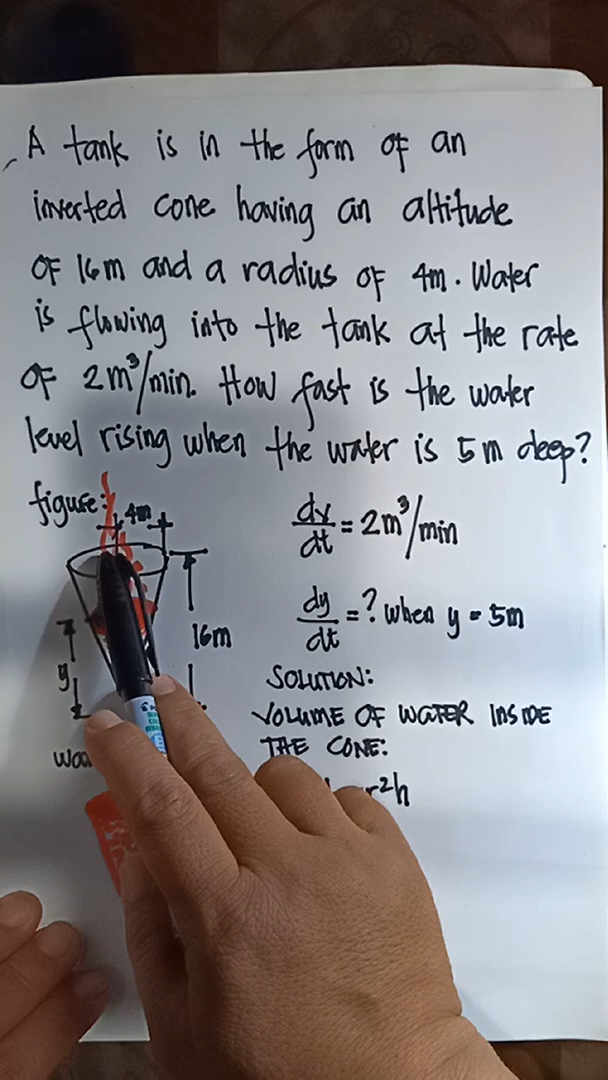 A tank is in the form of an
inverted cone having an altitude
of 16m and a radius of 4m. Water
is flowing into the tank at the rate
of 2m³/min. How fast is the water
level rising when the water is 5m deep?
figure:
4m
16m
y
dv/dt = 2m³/min
dy/dt = ? when y = 5m
SOLUTION:
VOLUME OF WATER INSIDE
THE CONE:
r²h